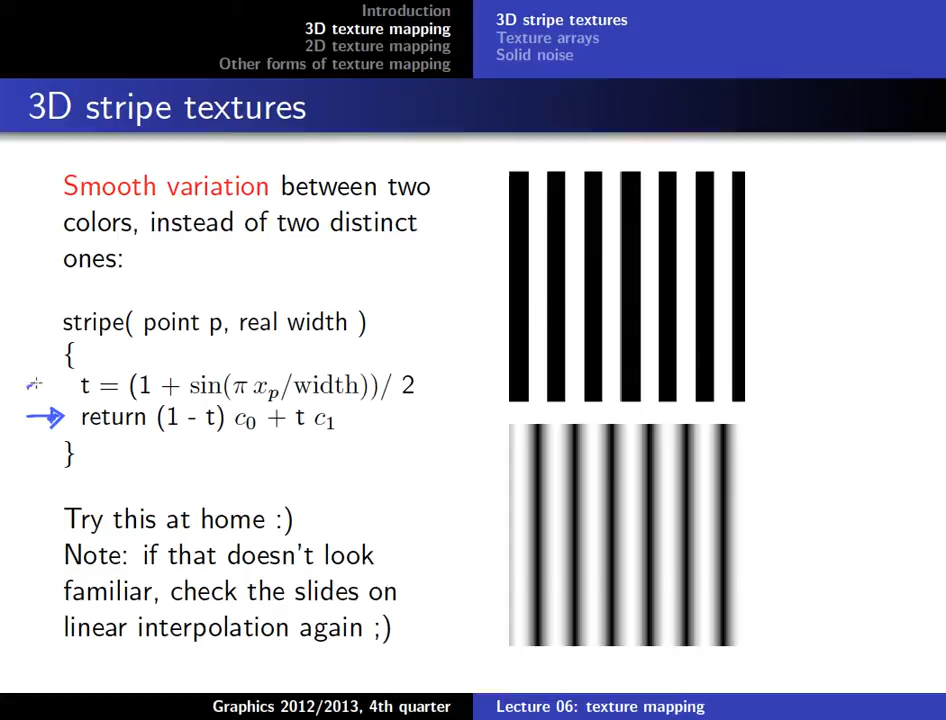 Introduction
3D texture mapping
2D texture mapping
Other forms of texture mapping
3D stripe textures
Texture arrays
Solid noise
3D stripe textures
Smooth variation between two
colors, instead of two distinct
ones:
stripe( point p, real width )
{
t = (1 + sin(π xₚ/width))/ 2
return (1 - t) c₀ + t c₁
}
Try this at home :)
Note: if that doesn't look
familiar, check the slides on
linear interpolation again ;)
Graphics 2012/2013, 4th quarter
Lecture 06: texture mapping